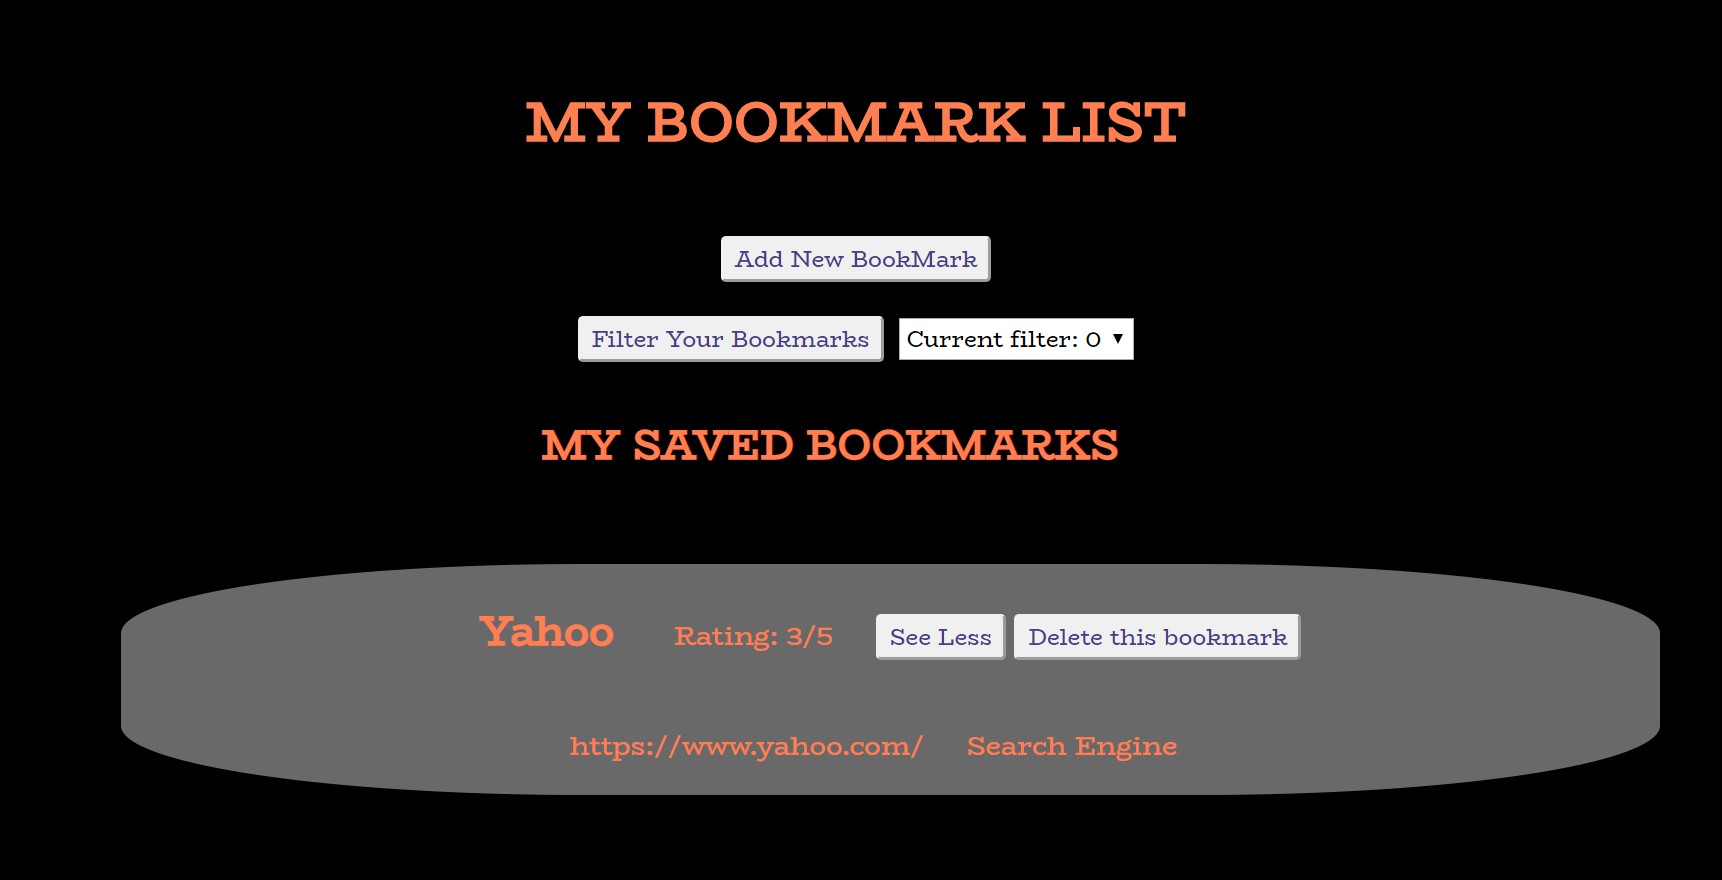 MY BOOKMARK LIST
Add New BookMark
Filter Your Bookmarks Current filter: 0
MY SAVED BOOKMARKS
Yahoo Rating: 3/5 See Less Delete this bookmark
https://www.yahoo.com/ Search Engine